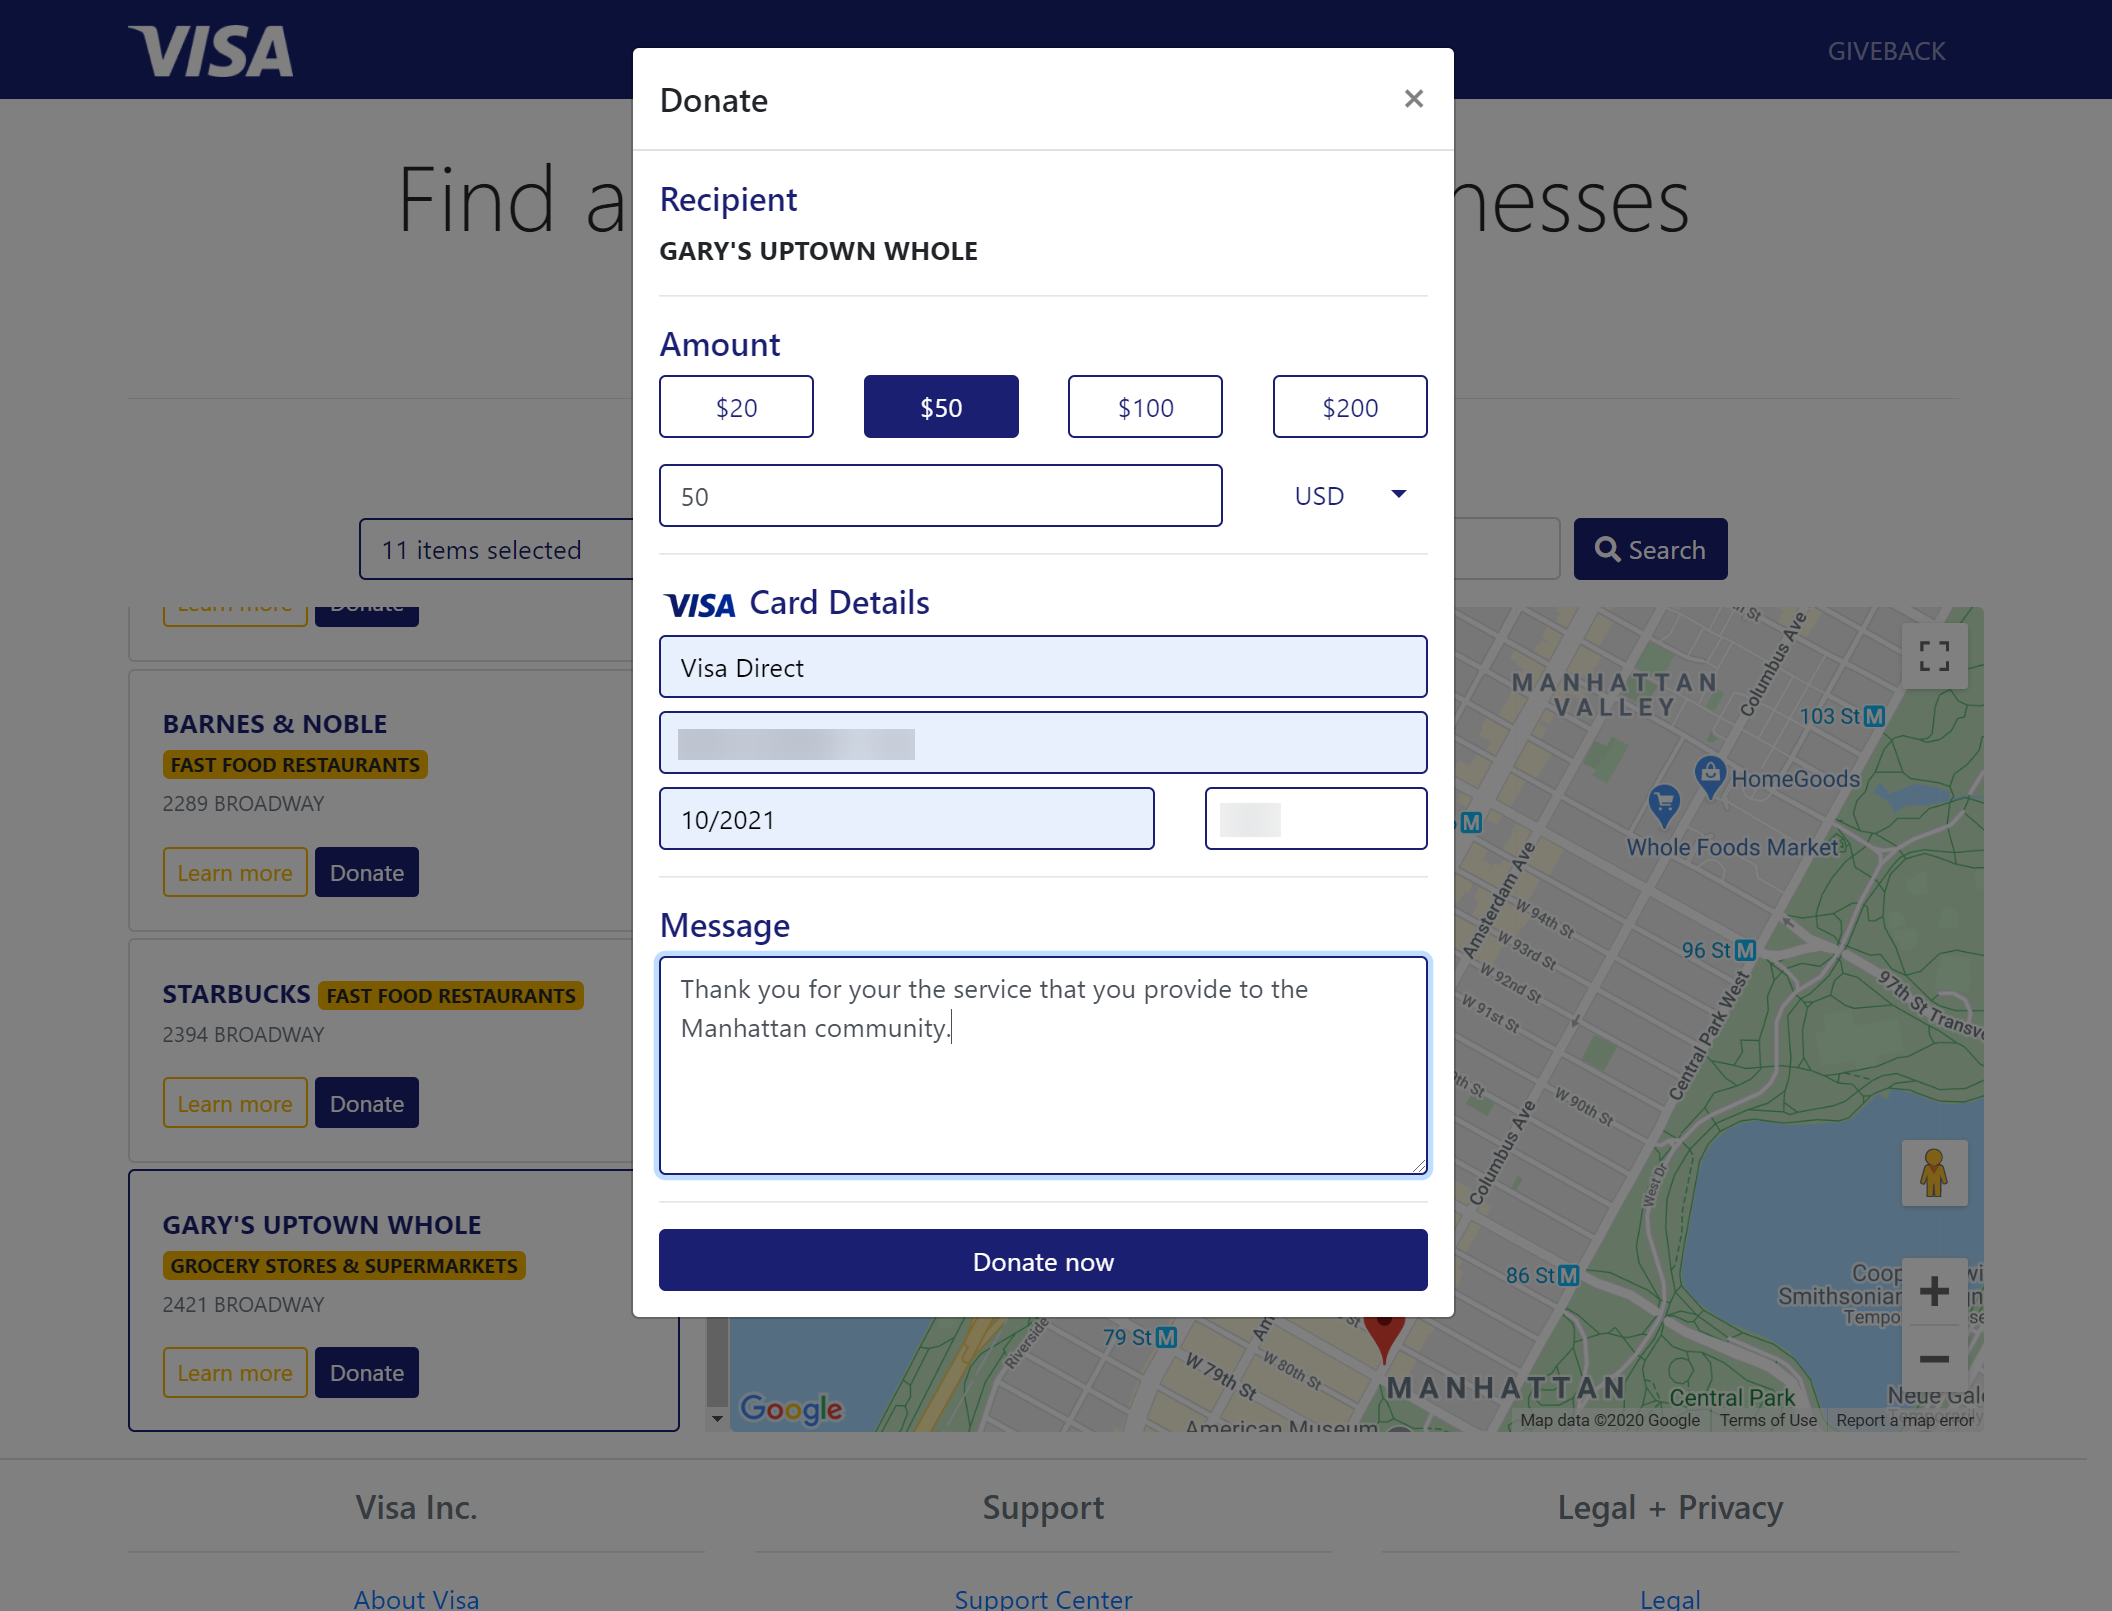 VISA
GIVEBACK
Find a
nesses
11 items selected
Search
Learn more Donate
BARNES & NOBLE
FAST FOOD RESTAURANTS
2289 BROADWAY
Learn more Donate
STARBUCKS FAST FOOD RESTAURANTS
2394 BROADWAY
Learn more Donate
GARY'S UPTOWN WHOLE
GROCERY STORES & SUPERMARKETS
2421 BROADWAY
Learn more Donate
Donate
×
Recipient
GARY'S UPTOWN WHOLE
Amount
$20 $50 $100 $200
50 USD
VISA Card Details
Visa Direct
10/2021
Message
Thank you for your the service that you provide to the
Manhattan community.
Donate now
MANHATTAN
VALLEY
Columbus Ave
103 St M
HomeGoods
Whole Foods Market
M
Amsterdam Ave
W 94th St
W 93rd St
W 92nd St
W 91st St
96 St M
97th St Transv
Central Park West
W 90th St
Columbus Ave
West Dr
86 St M
Smithsonian
Riverside
79 St M
W 79th St
W 80th St
MANHATTAN
Central Park
American Museum
Google
Map data ©2020 Google Terms of Use Report a map error
Visa Inc.
Support
Legal + Privacy
About Visa
Support Center
Legal